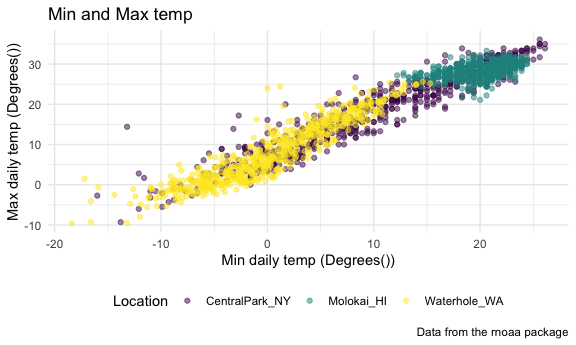 Min and Max temp
Max daily temp (Degrees())
30
20
10
0
-10
-20 -10 0 10 20
Min daily temp (Degrees())
Location CentralPark_NY Molokai_HI Waterhole_WA
Data from the rnoaa package